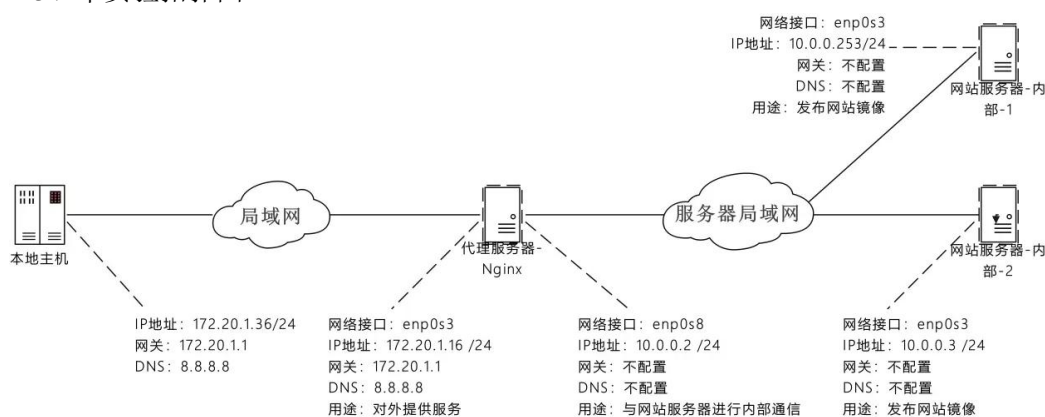 网络接口：enp0s3
IP地址：10.0.0.253/24
网关：不配置
DNS：不配置
用途：发布网站镜像
网站服务器-内
部-1
局域网
服务器局域网
本地主机
代理服务器-
Nginx
网站服务器-内
部-2
IP地址：172.20.1.36/24
网关：172.20.1.1
DNS：8.8.8.8
网络接口：enp0s3
IP地址：172.20.1.16 /24
网关：172.20.1.1
DNS：8.8.8.8
用途：对外提供服务
网络接口：enp0s8
IP地址：10.0.0.2 /24
网关：不配置
DNS：不配置
用途：与网站服务器进行内部通信
网络接口：enp0s3
IP地址：10.0.0.3 /24
网关：不配置
DNS：不配置
用途：发布网站镜像